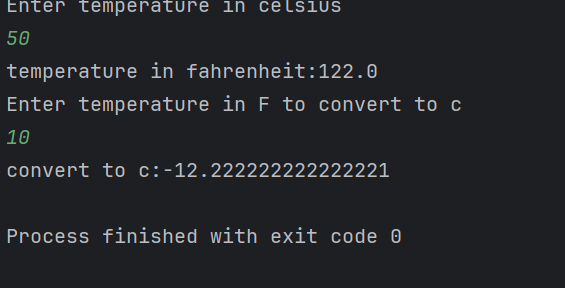 Enter temperature in celsius
50
temperature in fahrenheit:122.0
Enter temperature in F to convert to c
10
convert to c:-12.222222222222221
Process finished with exit code 0